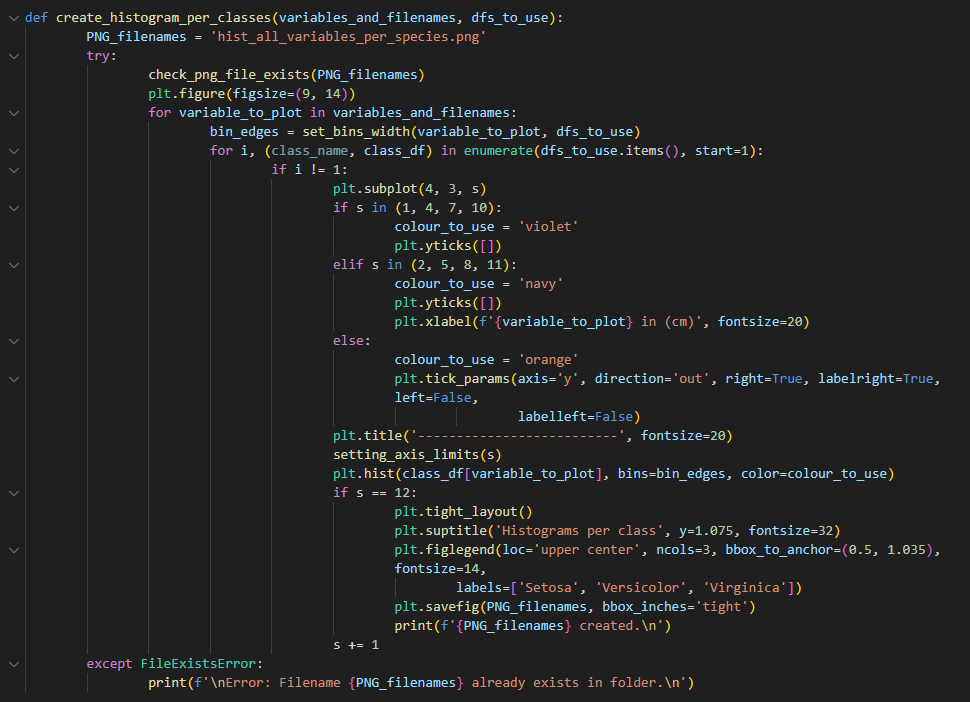 def create_histogram_per_classes(variables_and_filenames, dfs_to_use):
PNG_filenames = 'hist_all_variables_per_species.png'
try:
check_png_file_exists(PNG_filenames)
plt.figure(figsize=(9, 14))
for variable_to_plot in variables_and_filenames:
bin_edges = set_bins_width(variable_to_plot, dfs_to_use)
for i, (class_name, class_df) in enumerate(dfs_to_use.items(), start=1):
if i != 1:
plt.subplot(4, 3, s)
if s in (1, 4, 7, 10):
colour_to_use = 'violet'
plt.yticks([])
elif s in (2, 5, 8, 11):
colour_to_use = 'navy'
plt.yticks([])
plt.xlabel(f'{variable_to_plot} in (cm)', fontsize=20)
else:
colour_to_use = 'orange'
plt.tick_params(axis='y', direction='out', right=True, labelright=True,
left=False,
labelleft=False)
plt.title('--------------------------', fontsize=20)
setting_axis_limits(s)
plt.hist(class_df[variable_to_plot], bins=bin_edges, color=colour_to_use)
if s == 12:
plt.tight_layout()
plt.suptitle('Histograms per class', y=1.075, fontsize=32)
plt.figlegend(loc='upper center', ncols=3, bbox_to_anchor=(0.5, 1.035),
fontsize=14,
labels=['Setosa', 'Versicolor', 'Virginica'])
plt.savefig(PNG_filenames, bbox_inches='tight')
print(f'{PNG_filenames} created.\n')
s += 1
except FileExistsError:
print(f'\nError: Filename {PNG_filenames} already exists in folder.\n')